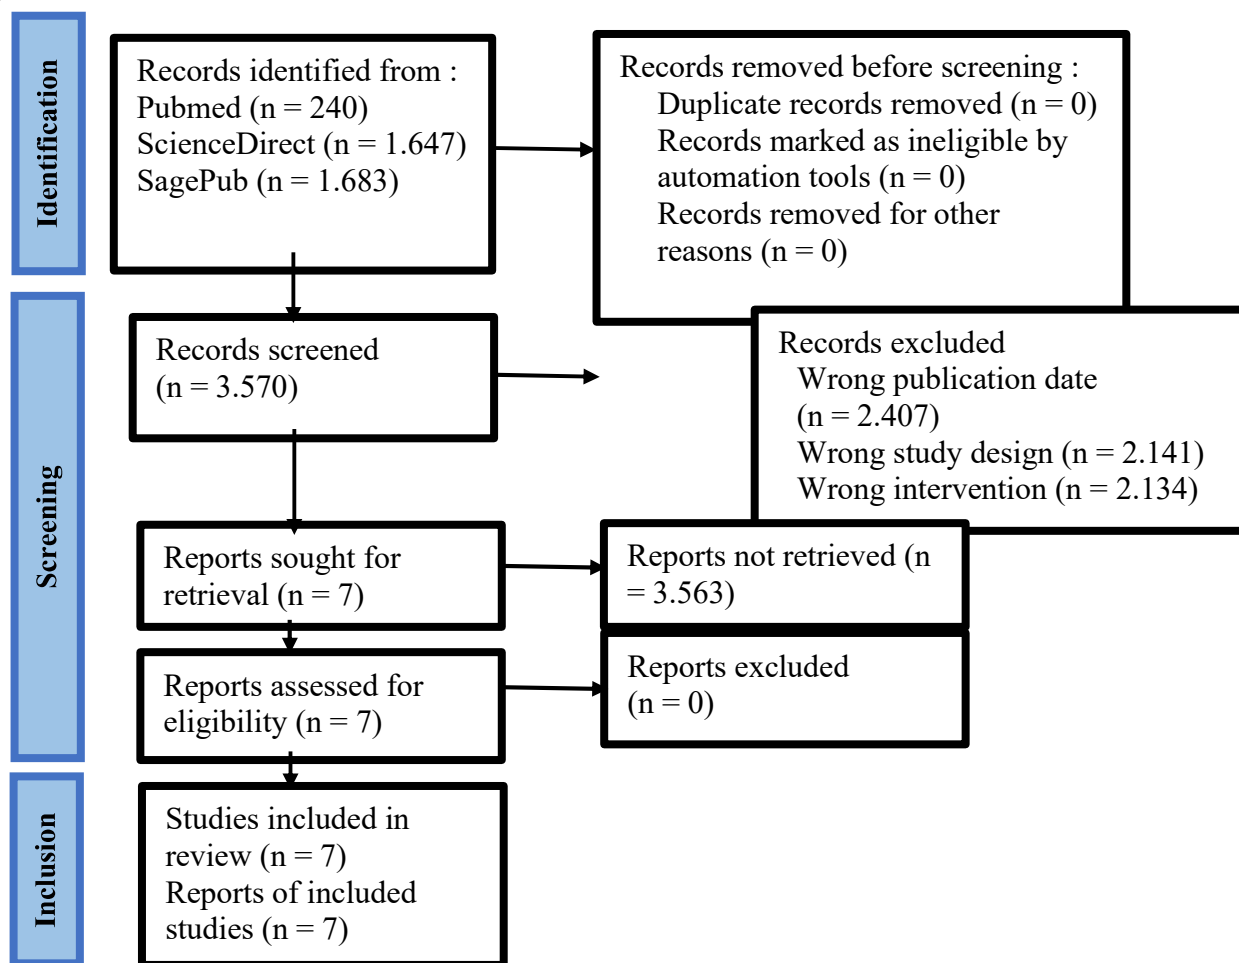 Identification
Records identified from :
Pubmed (n = 240)
ScienceDirect (n = 1.647)
SagePub (n = 1.683)
Records removed before screening :
Duplicate records removed (n = 0)
Records marked as ineligible by
automation tools (n = 0)
Records removed for other
reasons (n = 0)
Screening
Records screened
(n = 3.570)
Records excluded
Wrong publication date
(n = 2.407)
Wrong study design (n = 2.141)
Wrong intervention (n = 2.134)
Reports sought for
retrieval (n = 7)
Reports not retrieved (n
= 3.563)
Reports assessed for
eligibility (n = 7)
Reports excluded
(n = 0)
Inclusion
Studies included in
review (n = 7)
Reports of included
studies (n = 7)